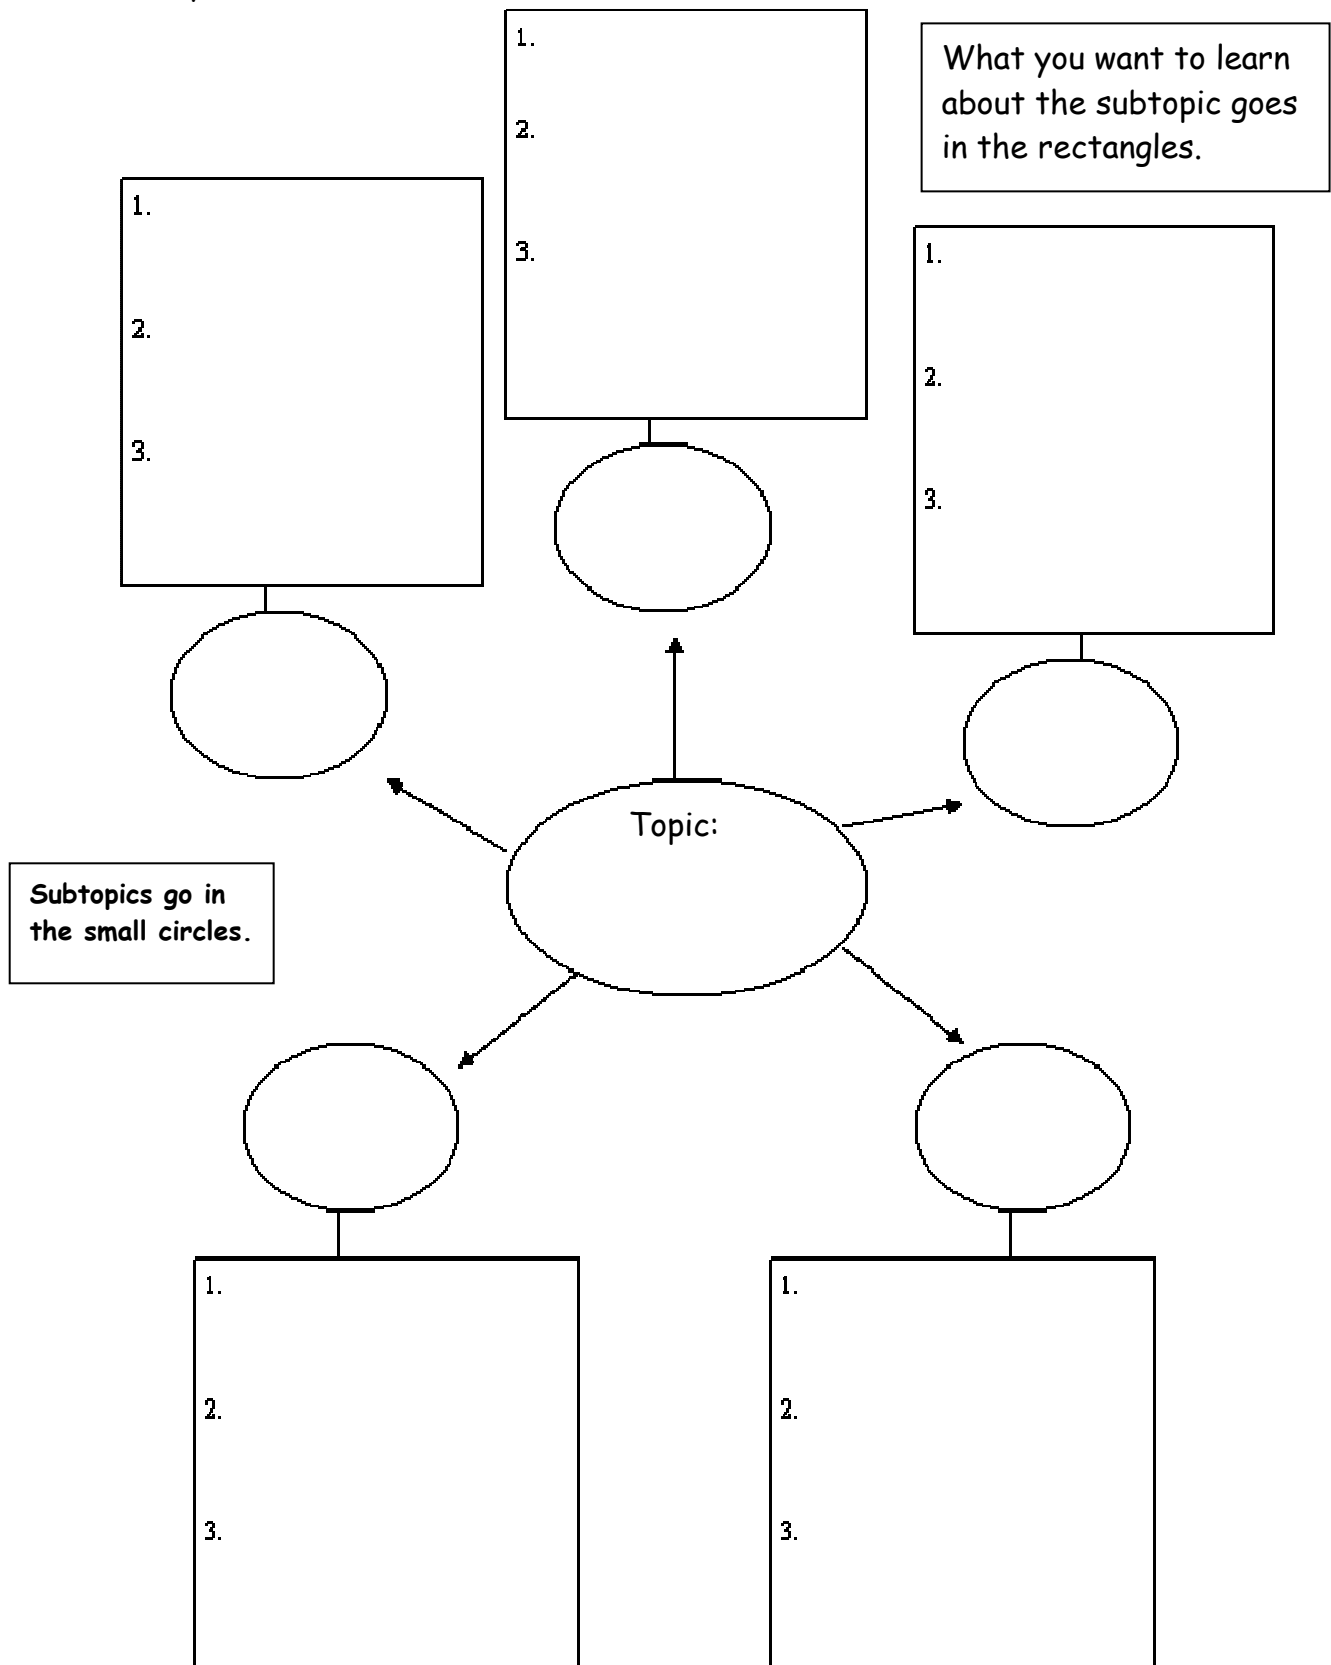 1.
2.
3.
What you want to learn
about the subtopic goes
in the rectangles.
1.
2.
3.
1.
2.
3.
Topic:
Subtopics go in
the small circles.
1.
2.
3.
1.
2.
3.